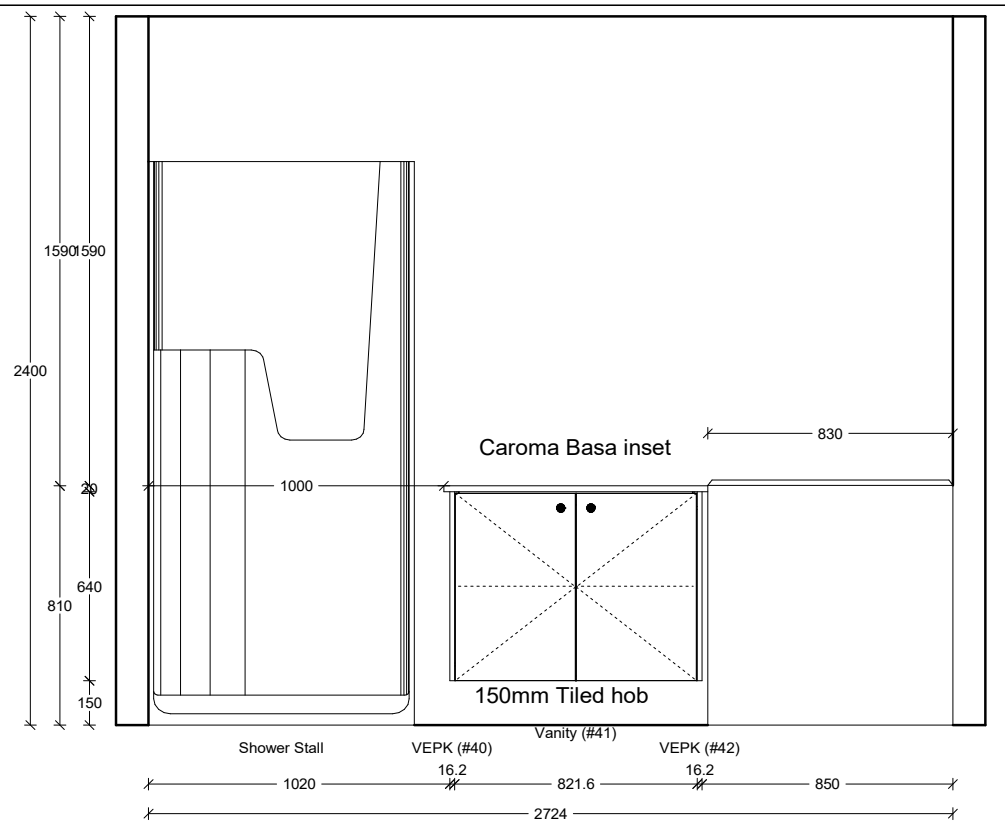 1590
1590
2400
830
Caroma Basa inset
20
1000
640
810
150mm Tiled hob
150
Vanity (#41)
Shower Stall
VEPK (#40)
VEPK (#42)
16.2
16.2
1020
821.6
850
2724